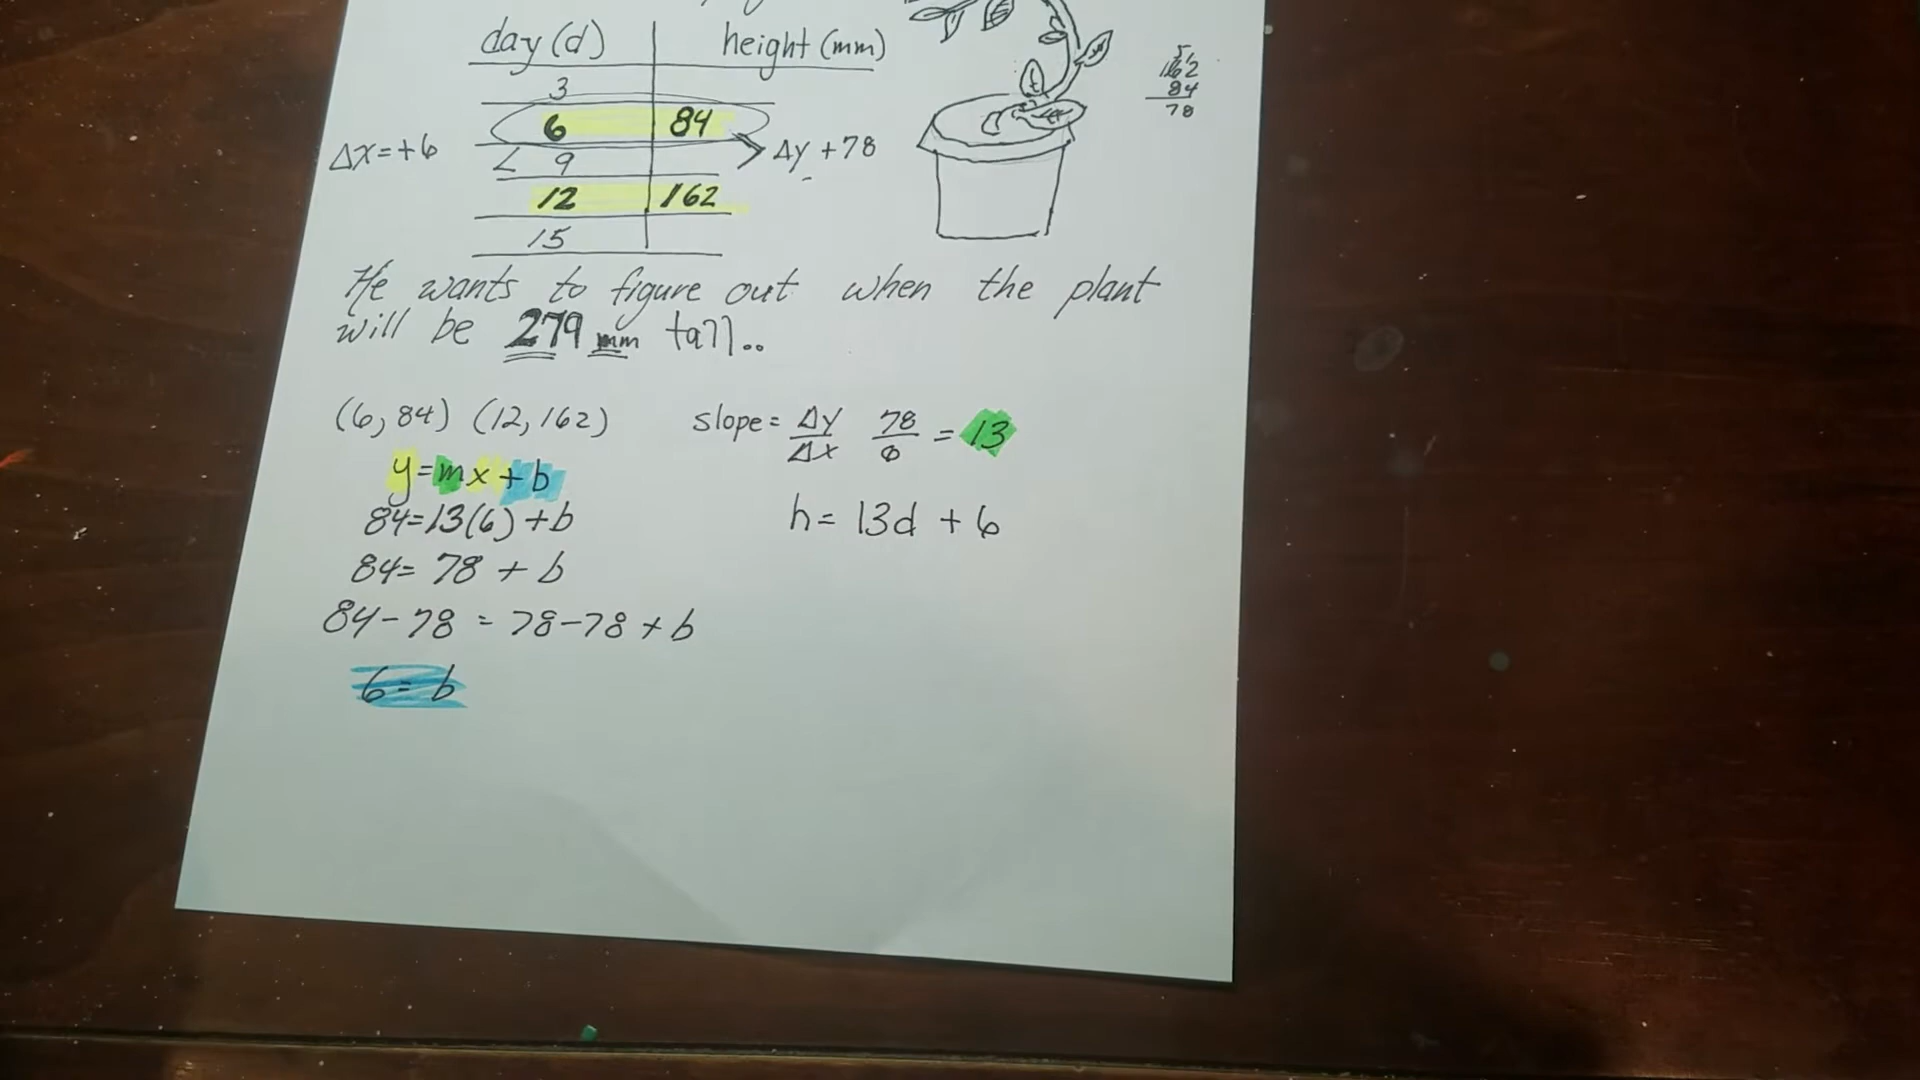 day (d) height (mm)
3
6 84
Δx = +6 9 Δy +78
12 162
15
162
84
78
He wants to figure out when the plant
will be 279 mm tall..
(6, 84) (12, 162) slope = Δy/Δx 78/6 = 13
y = mx + b
84 = 13(6) + b h = 13d + 6
84 = 78 + b
84 - 78 = 78 - 78 + b
6 = b